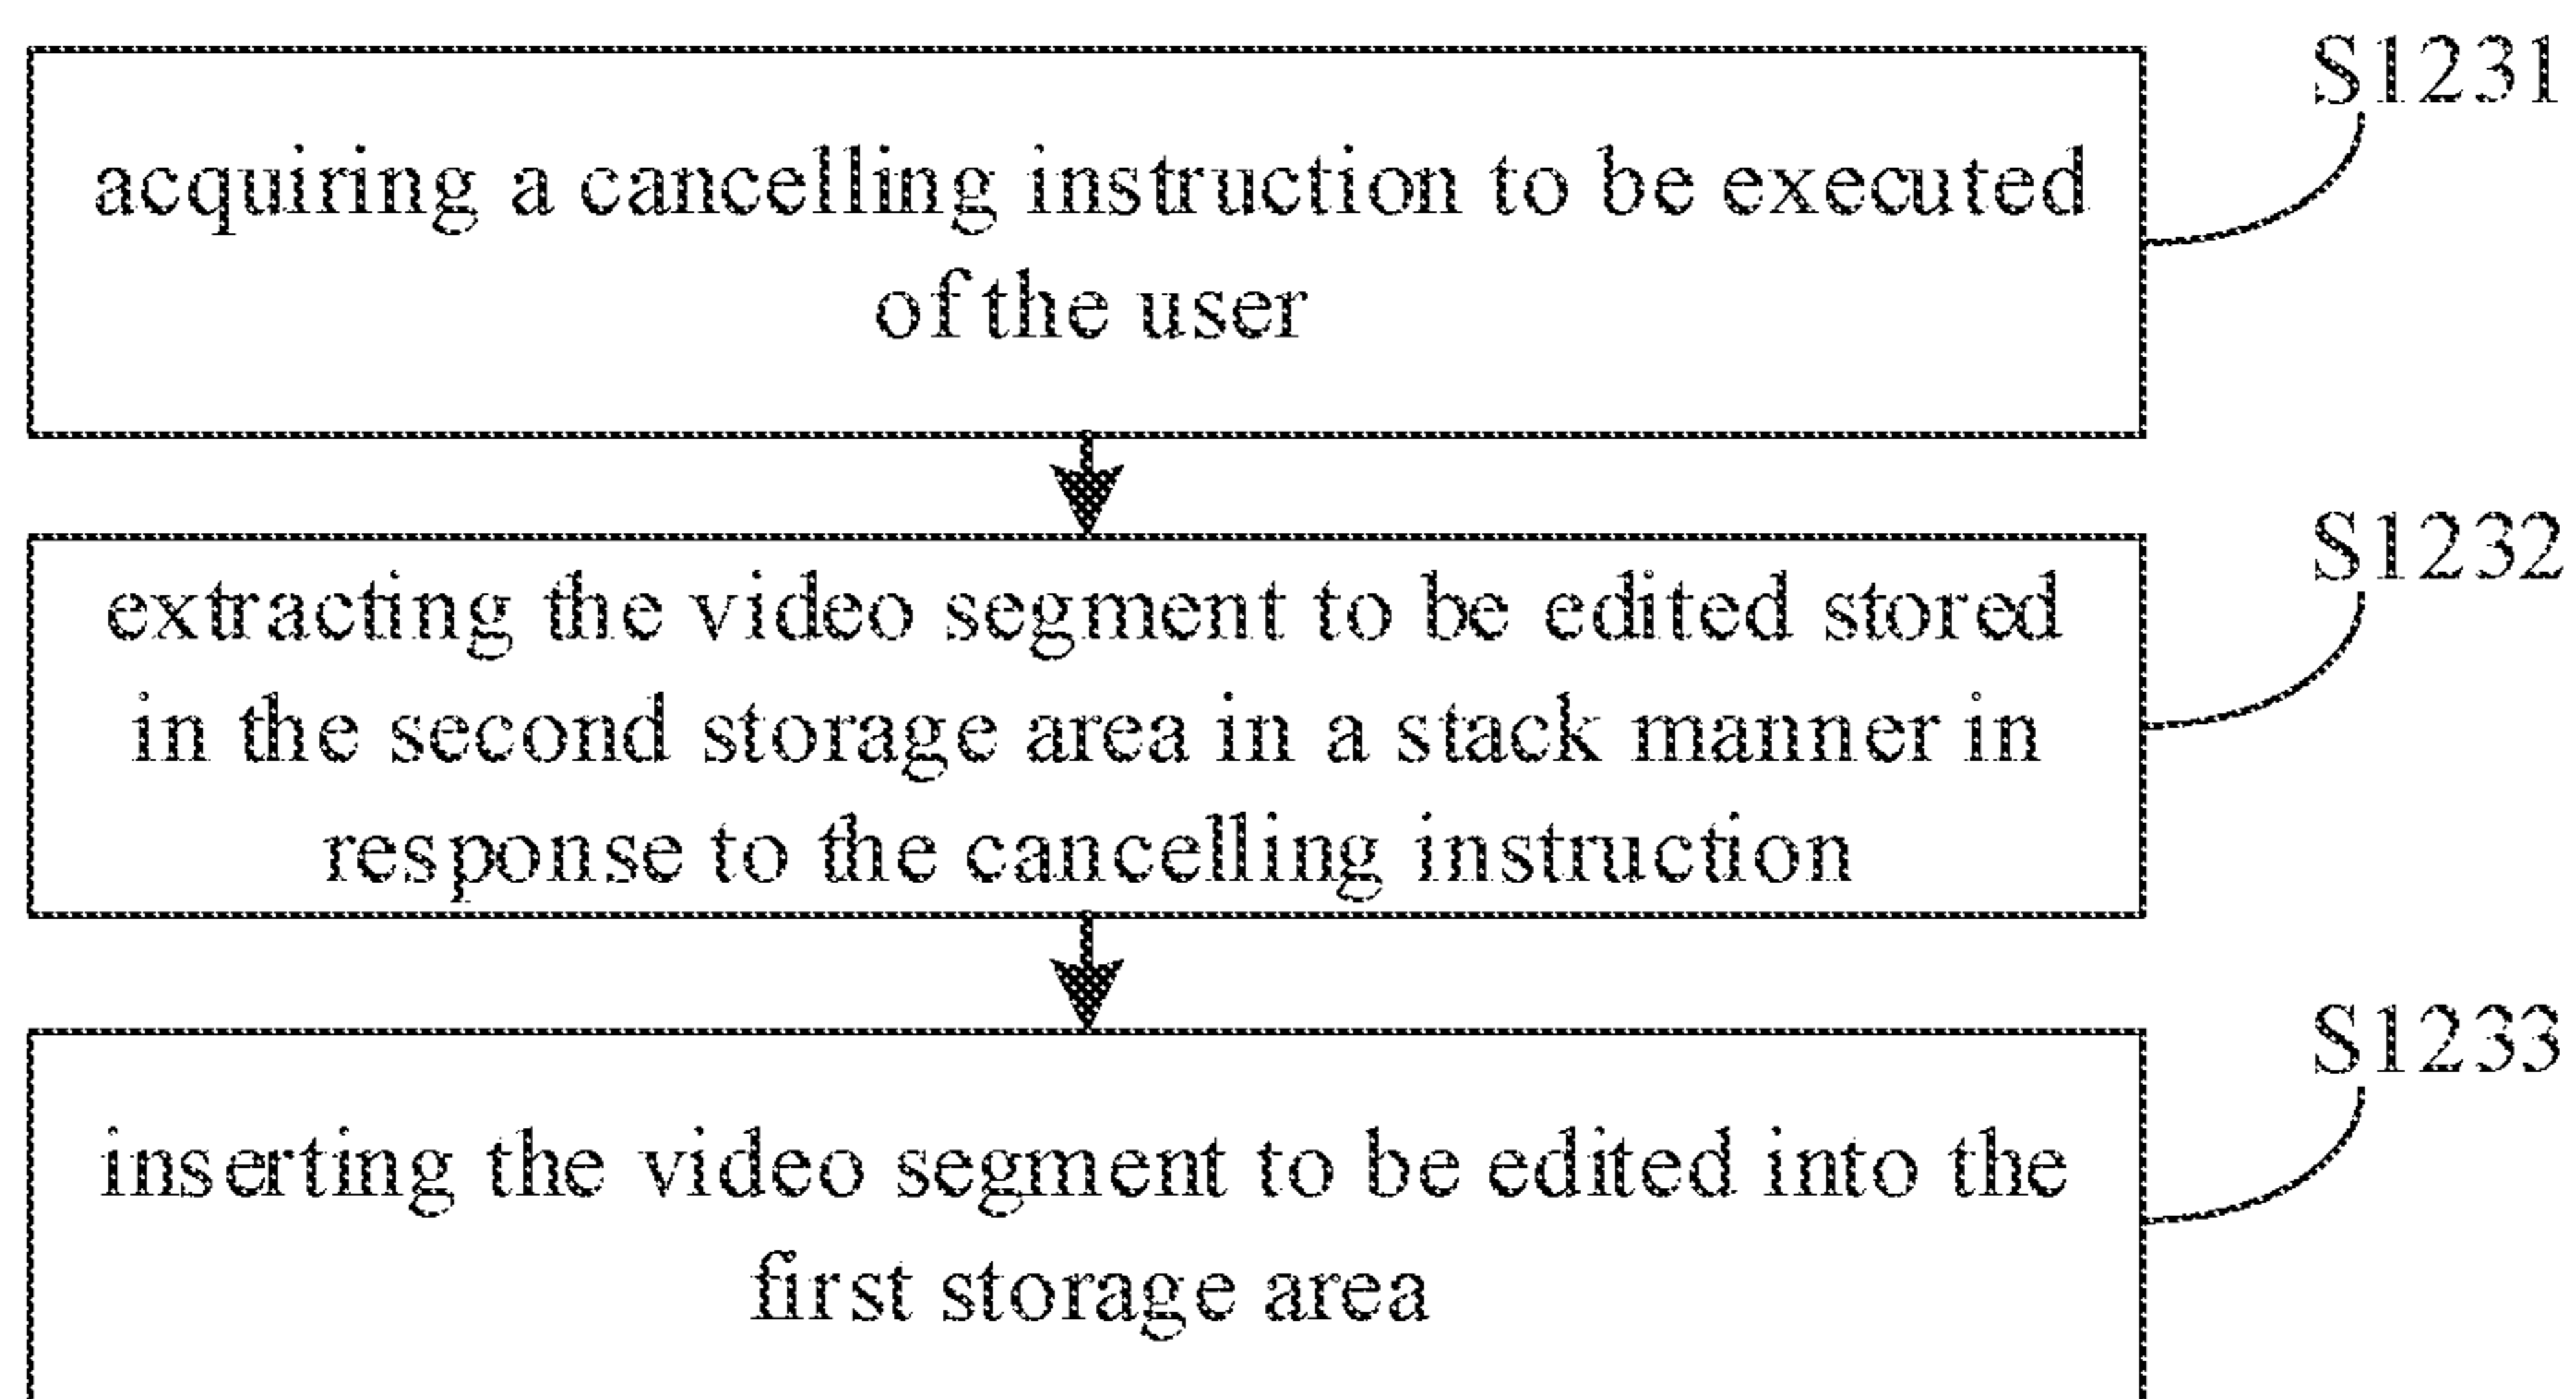 S1231
acquiring a cancelling instruction to be executed
of the user
S1232
extracting the video segment to be edited stored
in the second storage area in a stack manner in
response to the cancelling instruction
S1233
inserting the video segment to be edited into the
first storage area